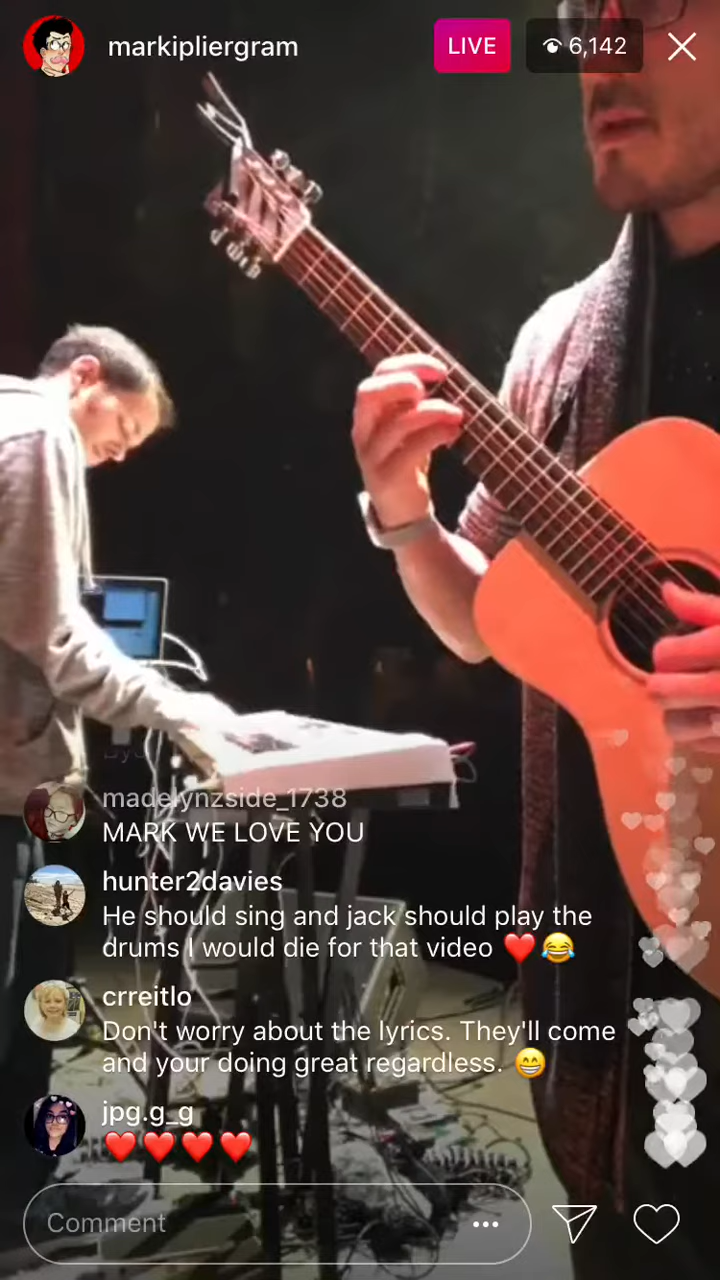 markipliergram
LIVE
6,142
madelynzside_1738
MARK WE LOVE YOU
hunter2davies
He should sing and jack should play the
drums I would die for that video ❤️😂
crreitlo
Don't worry about the lyrics. They'll come
and your doing great regardless. 😁
jpg.g_g
❤️❤️❤️❤️
Comment